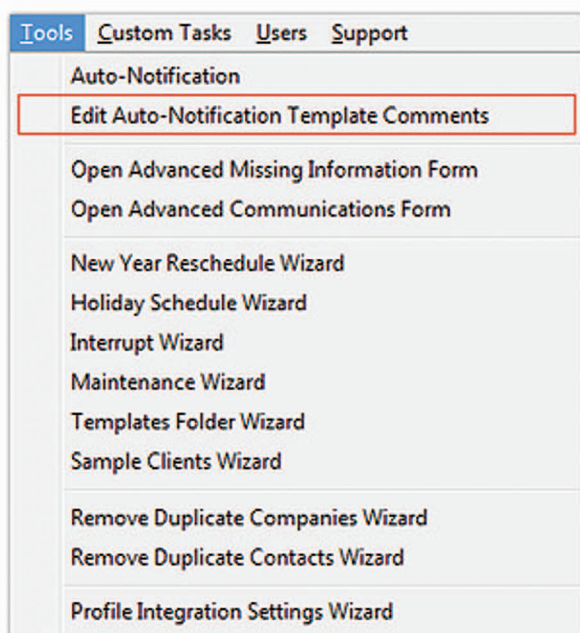 Tools Custom Tasks Users Support
Auto-Notification
Edit Auto-Notification Template Comments
Open Advanced Missing Information Form
Open Advanced Communications Form
New Year Reschedule Wizard
Holiday Schedule Wizard
Interrupt Wizard
Maintenance Wizard
Templates Folder Wizard
Sample Clients Wizard
Remove Duplicate Companies Wizard
Remove Duplicate Contacts Wizard
Profile Integration Settings Wizard